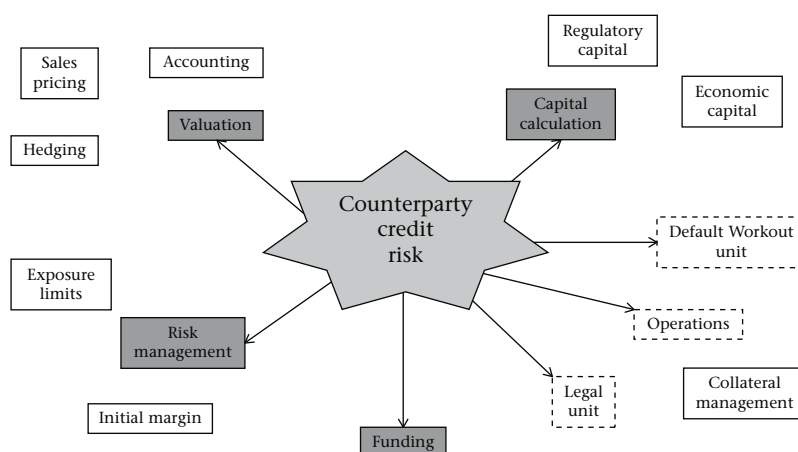 Sales
pricing
Accounting
Regulatory
capital
Economic
capital
Valuation
Capital
calculation
Hedging
Counterparty
credit
risk
Default Workout
unit
Exposure
limits
Risk
management
Operations
Legal
unit
Collateral
management
Initial margin
Funding